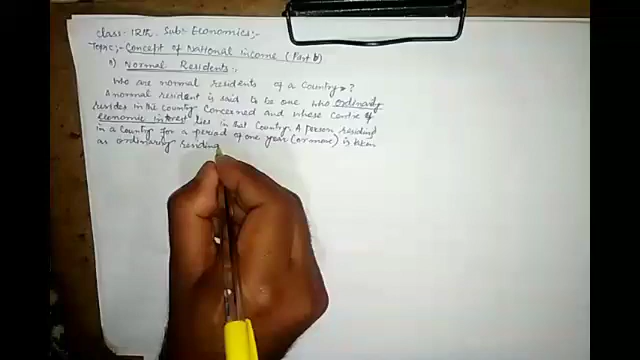 class- 12th. Sub:- Economics;-
Topic;- Concept of National Income (Part 6)
Normal Residents:.
Who are normal residents of a Country?
A normal resident is said to be one who ordinarily
resides in the Country Concerned and whose Centre of
economic interest lies in that Country. A person residing
in a Country for a period of one year (or more) is taken
as ordinarily residing